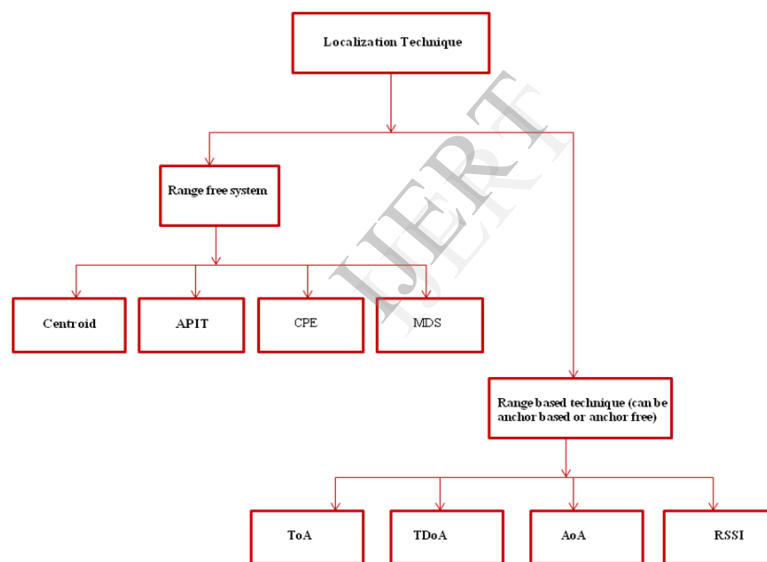 Localization Technique
IJERT
Range free system
Centroid
APIT
CPE
MDS
Range based technique (can be
anchor based or anchor free)
ToA
TDoA
AoA
RSSI